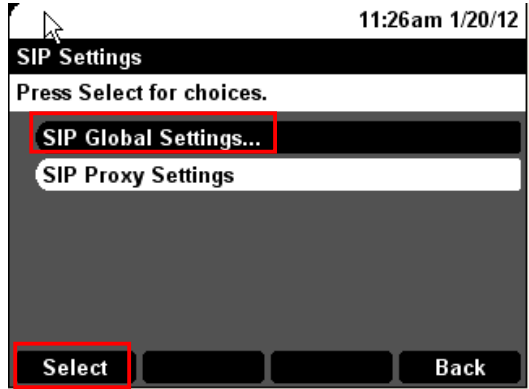 11:26am 1/20/12
SIP Settings
Press Select for choices.
SIP Global Settings...
SIP Proxy Settings
Select Back